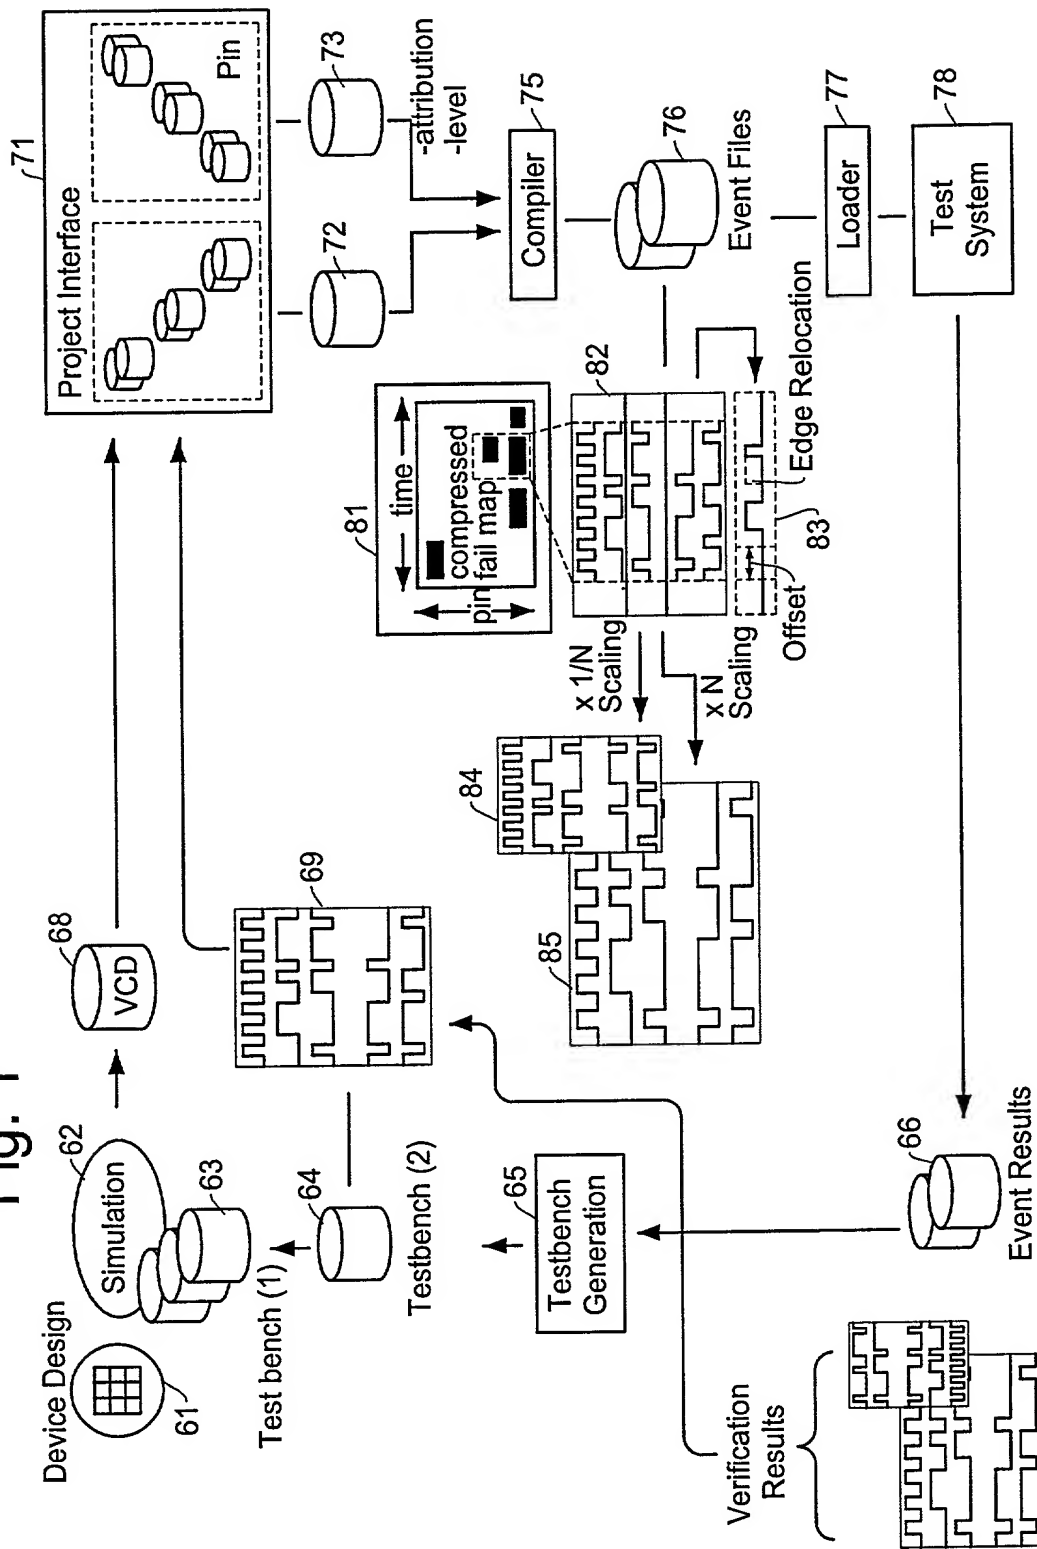 Fig. 1
Device Design
61
62
Simulation
63
Test bench (1)
64
Testbench (2)
65
Testbench
Generation
66
Event Results
Verification
Results
68
VCD
69
71
Project Interface
Pin
72
73
-attribution
-level
75
Compiler
76
Event Files
77
Loader
78
Test
System
81
time
pin
compressed
fail map
82
Edge Relocation
83
Offset
x 1/N
Scaling
x N
Scaling
84
85